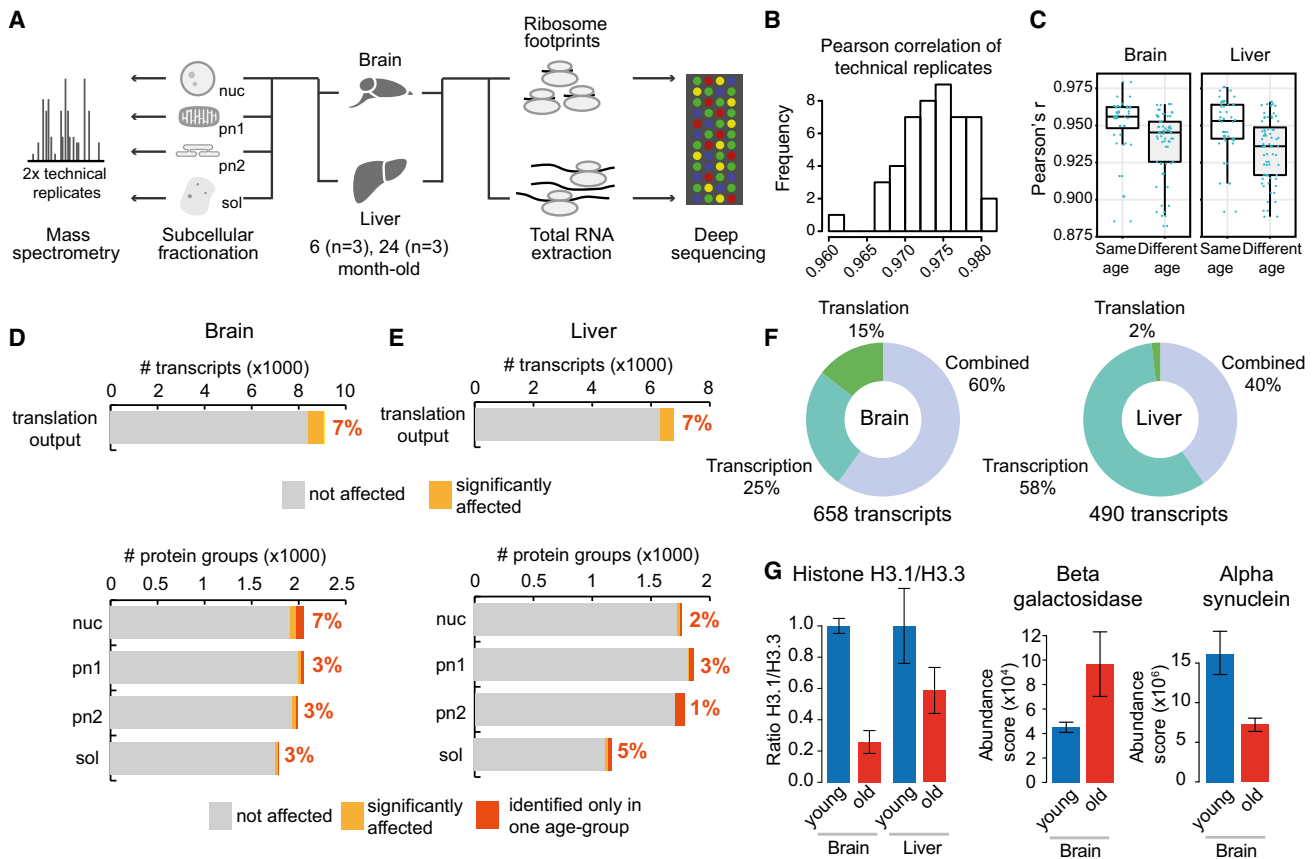 A
nuc
pn1
pn2
sol
2x technical
replicates
Mass
spectrometry
Subcellular
fractionation
Brain
Liver
6 (n=3), 24 (n=3)
month-old
Ribosome
footprints
Total RNA
extraction
Deep
sequencing
B
Pearson correlation of
technical replicates
Frequency
8
6
4
2
0
0.960
0.965
0.970
0.975
0.980
C
Brain
Liver
Pearson's r
0.975
0.950
0.925
0.900
0.875
Same
age
Different
age
Same
age
Different
age
D
Brain
# transcripts (x1000)
0 2 4 6 8 10
translation
output
7%
E
Liver
# transcripts (x1000)
0 2 4 6 8
translation
output
7%
not affected
significantly
affected
# protein groups (x1000)
0 0.5 1 1.5 2 2.5
nuc
7%
pn1
3%
pn2
3%
sol
3%
# protein groups (x1000)
0 0.5 1 1.5 2
nuc
2%
pn1
3%
pn2
1%
sol
5%
not affected
significantly
affected
identified only in
one age-group
F
Translation
15%
Combined
60%
Brain
Transcription
25%
658 transcripts
Translation
2%
Combined
40%
Liver
Transcription
58%
490 transcripts
G
Histone H3.1/H3.3
Ratio H3.1/H3.3
1.0
0.8
0.6
0.4
0.2
0.0
young
old
young
old
Brain
Liver
Beta
galactosidase
Abundance
score (x10⁴)
12
10
8
6
4
2
0
young
old
Brain
Alpha
synuclein
Abundance
score (x10⁶)
15
10
5
0
young
old
Brain